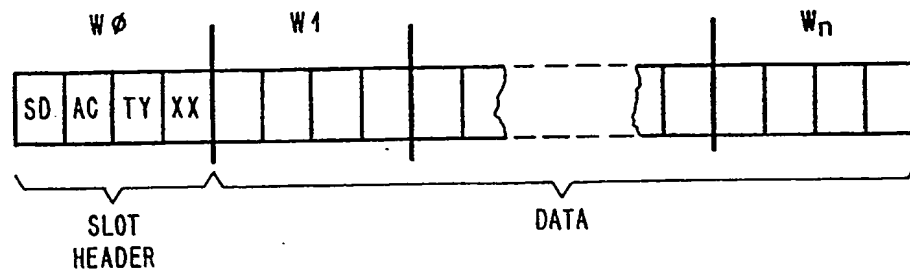 WØ W1 Wn
SD AC TY XX
SLOT HEADER DATA